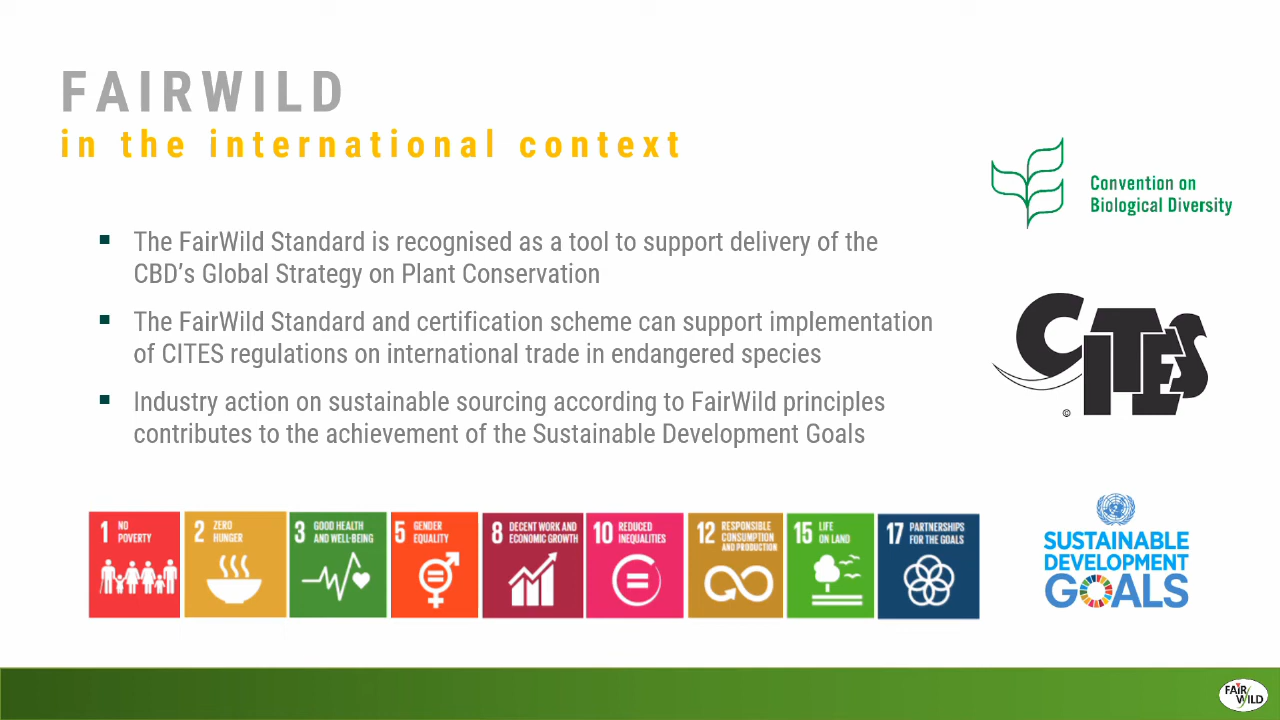 FAIRWILD
in the international context
Convention on
Biological Diversity
▪ The FairWild Standard is recognised as a tool to support delivery of the
CBD’s Global Strategy on Plant Conservation
▪ The FairWild Standard and certification scheme can support implementation
of CITES regulations on international trade in endangered species
CITES
©
▪ Industry action on sustainable sourcing according to FairWild principles
contributes to the achievement of the Sustainable Development Goals
1 NO
POVERTY
2 ZERO
HUNGER
3 GOOD HEALTH
AND WELL-BEING
5 GENDER
EQUALITY
8 DECENT WORK AND
ECONOMIC GROWTH
10 REDUCED
INEQUALITIES
12 RESPONSIBLE
CONSUMPTION
AND PRODUCTION
15 LIFE
ON LAND
17 PARTNERSHIPS
FOR THE GOALS
SUSTAINABLE
DEVELOPMENT
GOALS
FAIR
WILD